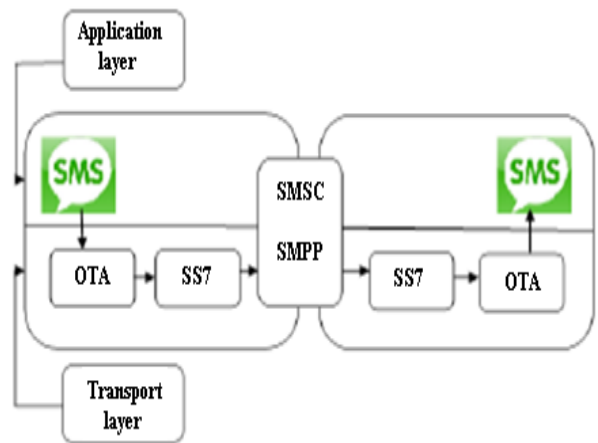 Application
layer
SMS
SMS
SMSC
SMPP
OTA
SS7
SS7
OTA
Transport
layer